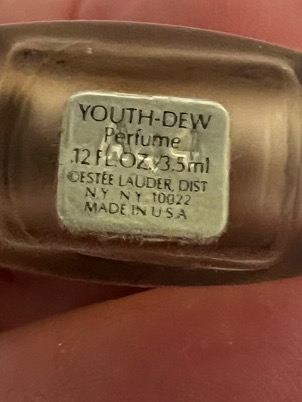 YOUTH-DEW
Perfume
.12 FL.OZ./3.5ml
©ESTĒE LAUDER, DIST
N.Y. N.Y. 10022
MADE IN U.S.A